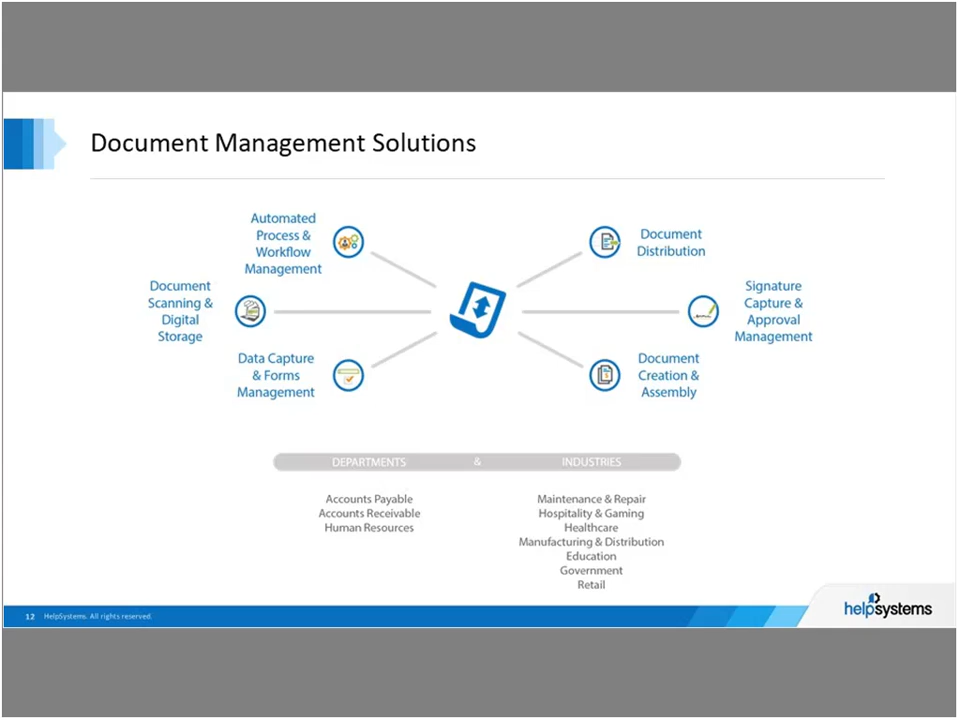 Document Management Solutions
Automated
Process &
Workflow
Management
Document
Distribution
Document
Scanning &
Digital
Storage
Signature
Capture &
Approval
Management
Data Capture
& Forms
Management
Document
Creation &
Assembly
DEPARTMENTS & INDUSTRIES
Accounts Payable
Accounts Receivable
Human Resources
Maintenance & Repair
Hospitality & Gaming
Healthcare
Manufacturing & Distribution
Education
Government
Retail
12 HelpSystems. All rights reserved.
helpsystems